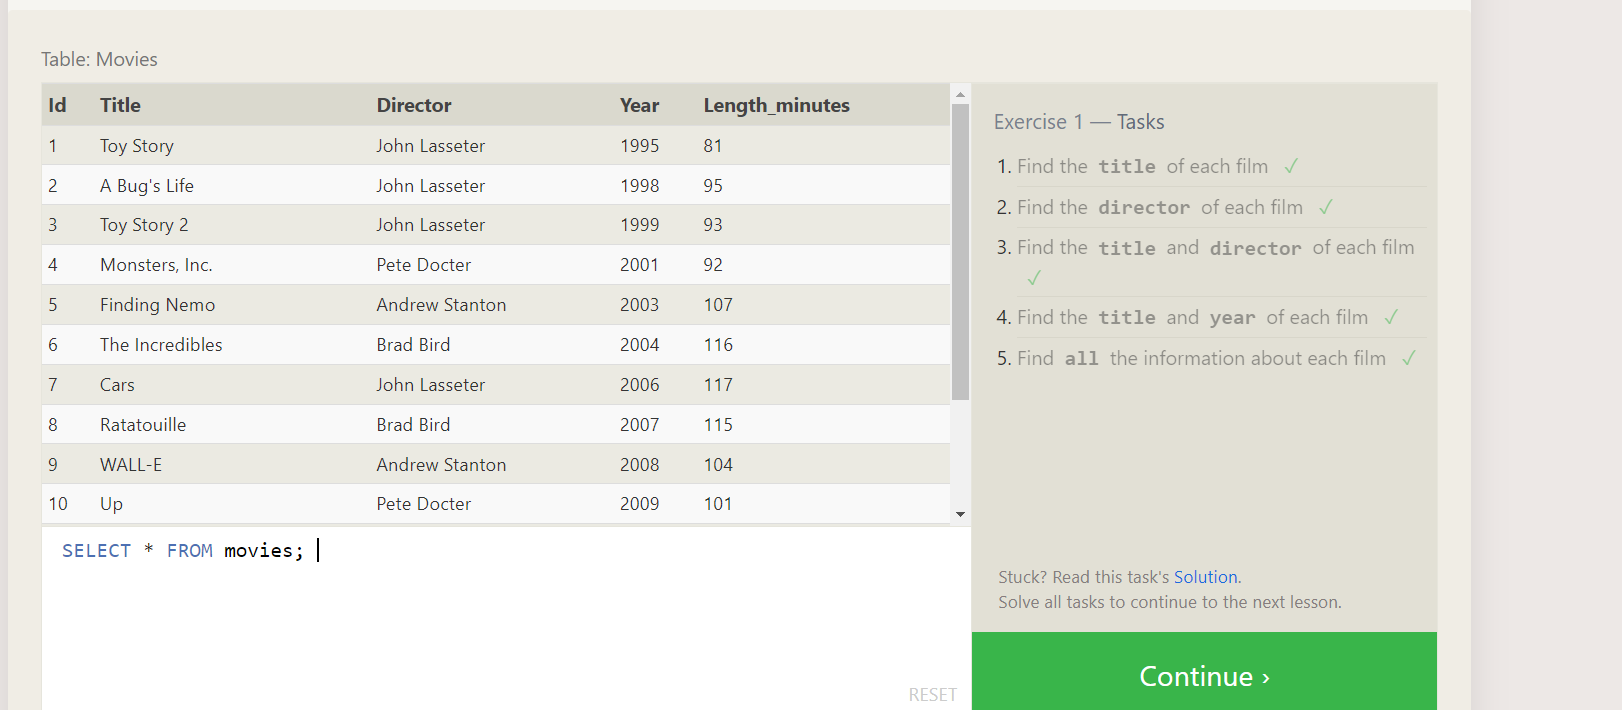 Table: Movies
Id Title Director Year Length_minutes
1 Toy Story John Lasseter 1995 81
2 A Bug's Life John Lasseter 1998 95
3 Toy Story 2 John Lasseter 1999 93
4 Monsters, Inc. Pete Docter 2001 92
5 Finding Nemo Andrew Stanton 2003 107
6 The Incredibles Brad Bird 2004 116
7 Cars John Lasseter 2006 117
8 Ratatouille Brad Bird 2007 115
9 WALL-E Andrew Stanton 2008 104
10 Up Pete Docter 2009 101
SELECT * FROM movies;
RESET
Exercise 1 — Tasks
1. Find the title of each film ✓
2. Find the director of each film ✓
3. Find the title and director of each film
✓
4. Find the title and year of each film ✓
5. Find all the information about each film ✓
Stuck? Read this task's Solution.
Solve all tasks to continue to the next lesson.
Continue ›